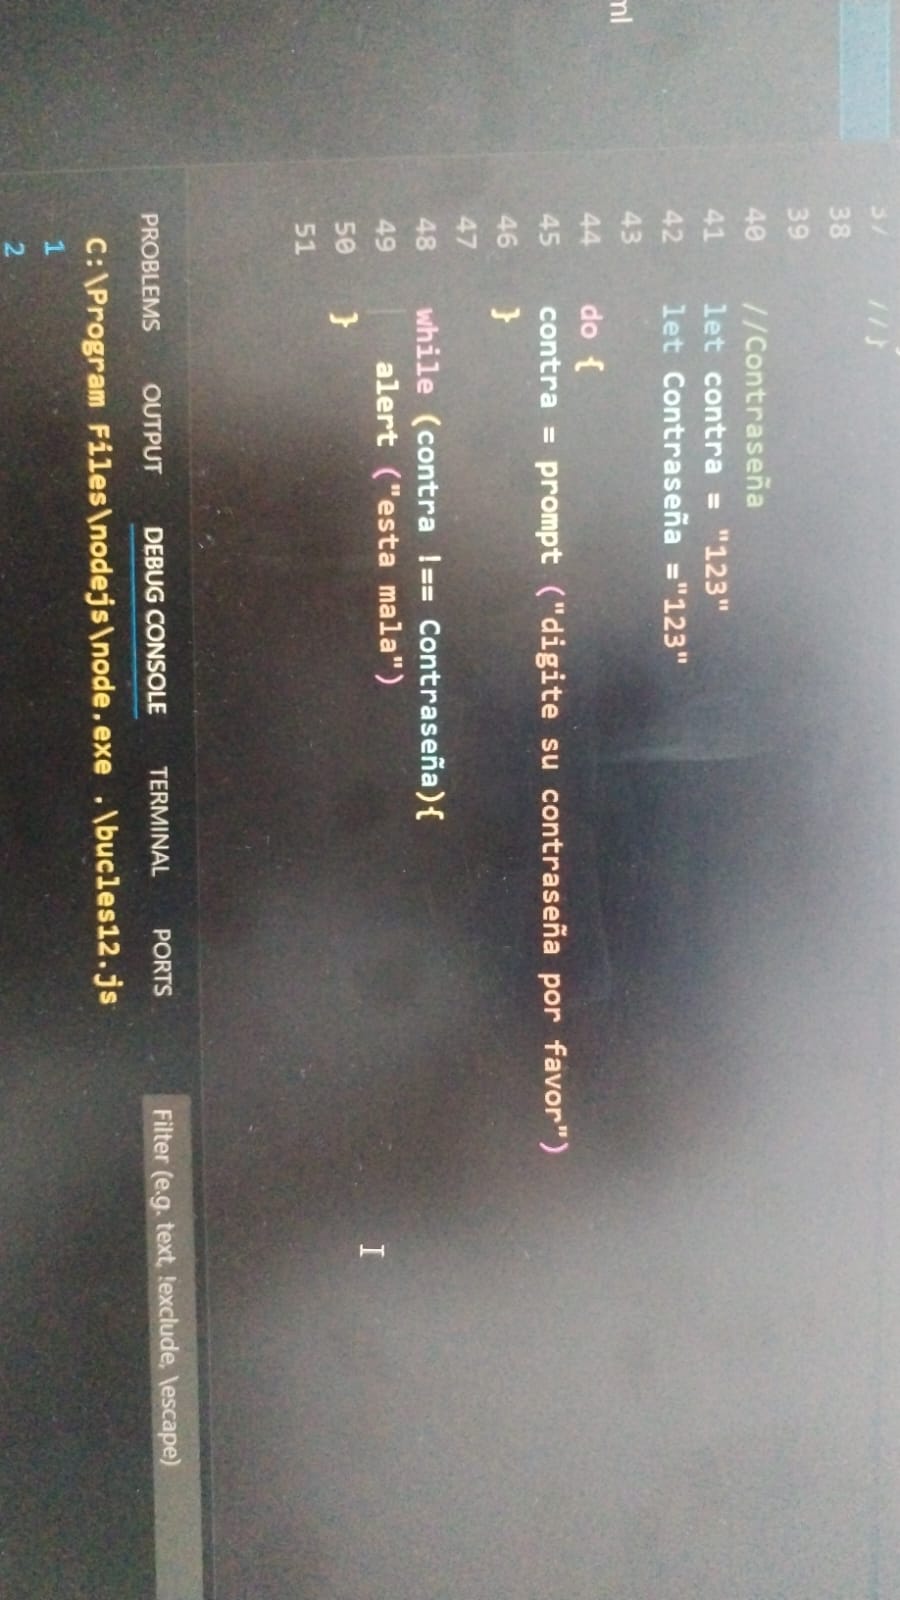 ml
37 //}
38
39
40 //Contraseña
41 let contra = "123"
42 let Contraseña ="123"
43
44 do {
45 contra = prompt ("digite su contraseña por favor")
46 }
47
48 while (contra !== Contraseña){
49 alert ("esta mala")
50 }
51
PROBLEMS OUTPUT DEBUG CONSOLE TERMINAL PORTS Filter (e.g. text, !exclude, \escape)
C:\Program Files\nodejs\node.exe .\bucles12.js
1
2